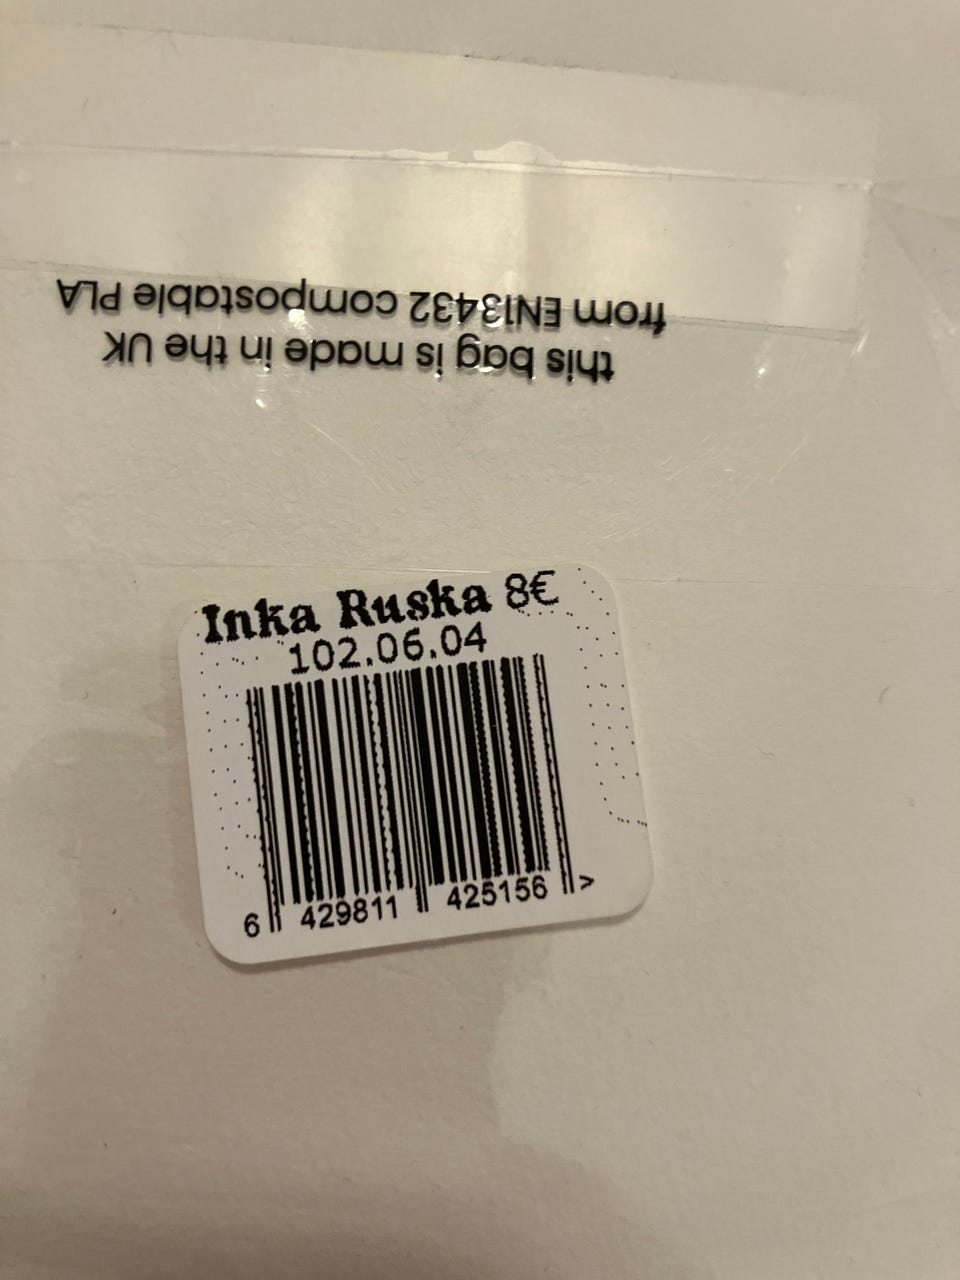 this bag is made in the UK
from EN13432 compostable PLA
Inka Ruska 8€
102.06.04
6 429811 425156 >